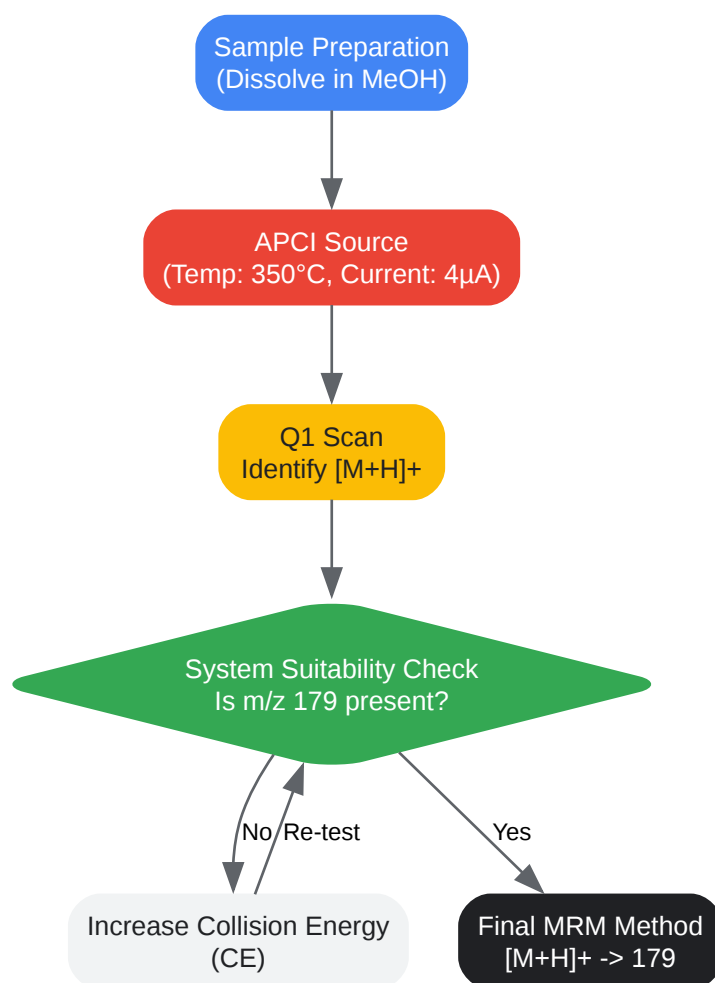 Sample Preparation
(Dissolve in MeOH)
APCI Source
(Temp: 350°C, Current: 4µA)
Q1 Scan
Identify [M+H]+
System Suitability Check
Is m/z 179 present?
No
Re-test
Yes
Increase Collision Energy
(CE)
Final MRM Method
[M+H]+ -> 179